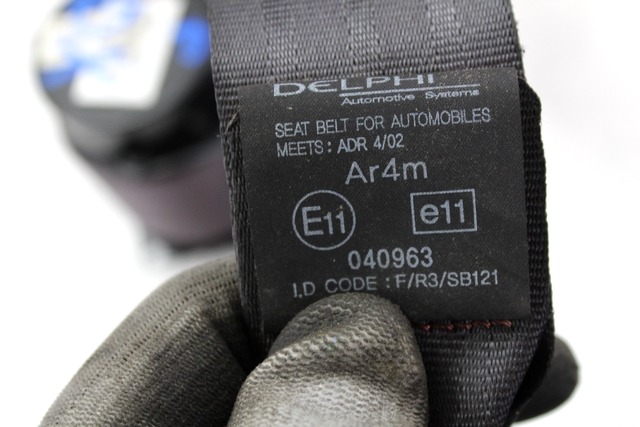 DELPHI
Automotive Systems
SEAT BELT FOR AUTOMOBILES
MEETS: ADR 4/02
Ar4m
E11 e11
040963
I.D CODE : F/R3/SB121